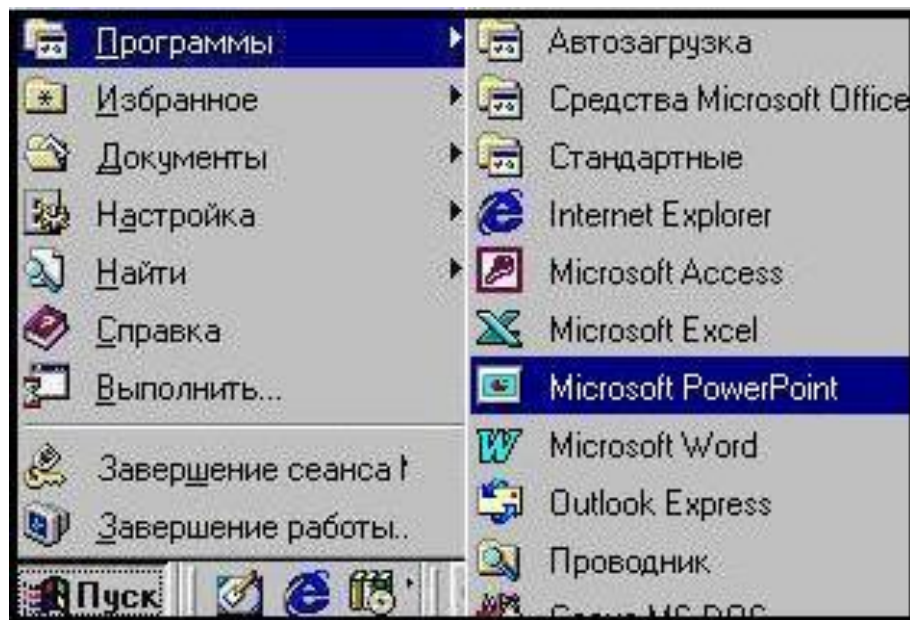 Программы
Избранное
Документы
Настройка
Найти
Справка
Выполнить...
Завершение сеанса
Завершение работы..
Пуск
Автозагрузка
Средства Microsoft Office
Стандартные
Internet Explorer
Microsoft Access
Microsoft Excel
Microsoft PowerPoint
Microsoft Word
Outlook Express
Проводник